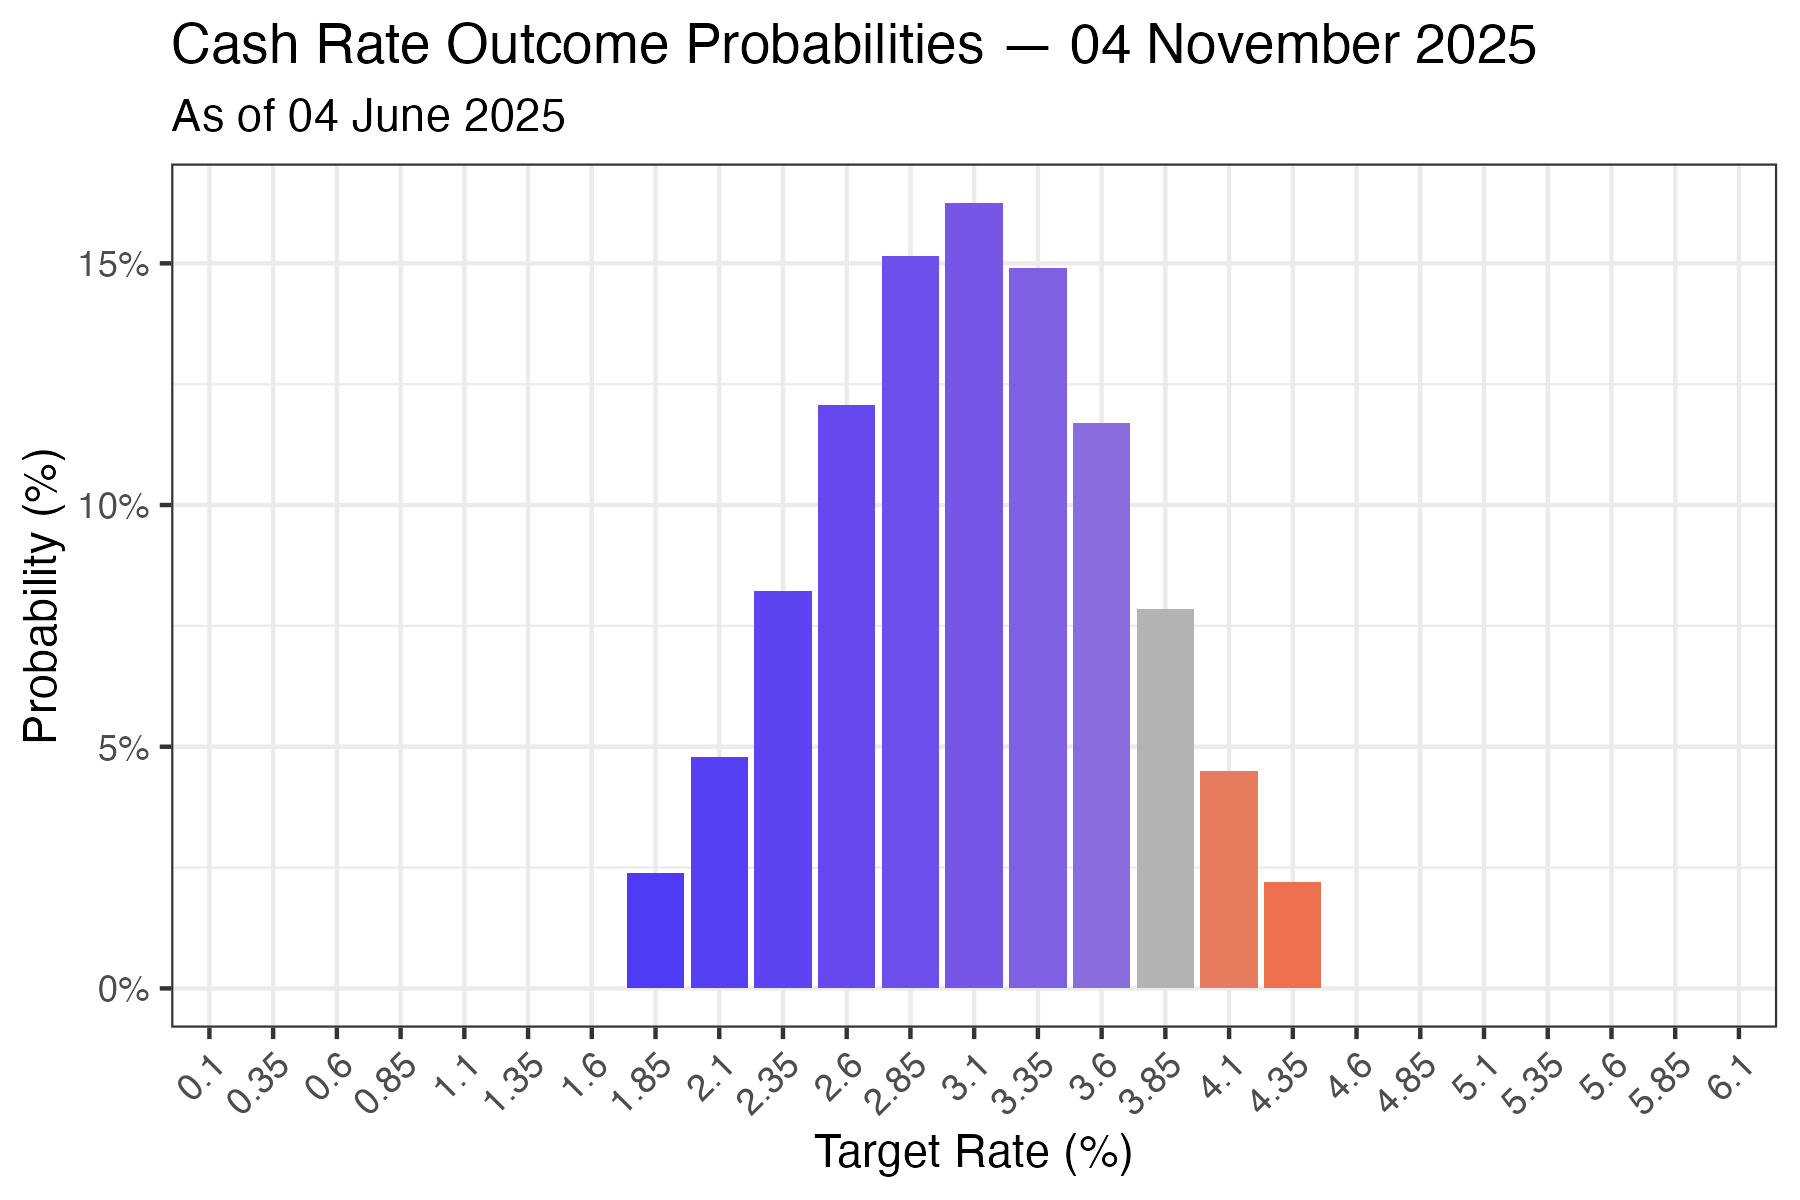 Cash Rate Outcome Probabilities — 04 November 2025
As of 04 June 2025
Probability (%)
15%
10%
5%
0%
0.1 0.35 0.6 0.85 1.1 1.35 1.6 1.85 2.1 2.35 2.6 2.85 3.1 3.35 3.6 3.85 4.1 4.35 4.6 4.85 5.1 5.35 5.6 5.85 6.1
Target Rate (%)